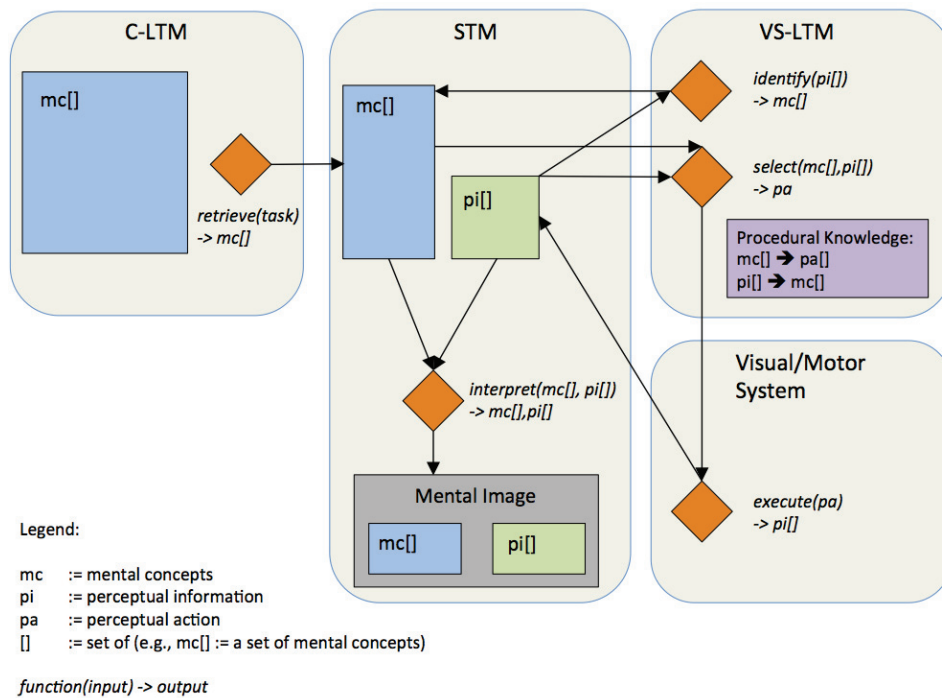 C-LTM
mc[]
retrieve(task)
-> mc[]
STM
mc[]
pi[]
interpret(mc[], pi[])
-> mc[],pi[]
Mental Image
mc[]
pi[]
VS-LTM
identify(pi[])
-> mc[]
select(mc[],pi[])
-> pa
Procedural Knowledge:
mc[] ➔ pa[]
pi[] ➔ mc[]
Visual/Motor
System
execute(pa)
-> pi[]
Legend:
mc := mental concepts
pi := perceptual information
pa := perceptual action
[] := set of (e.g., mc[] := a set of mental concepts)
function(input) -> output